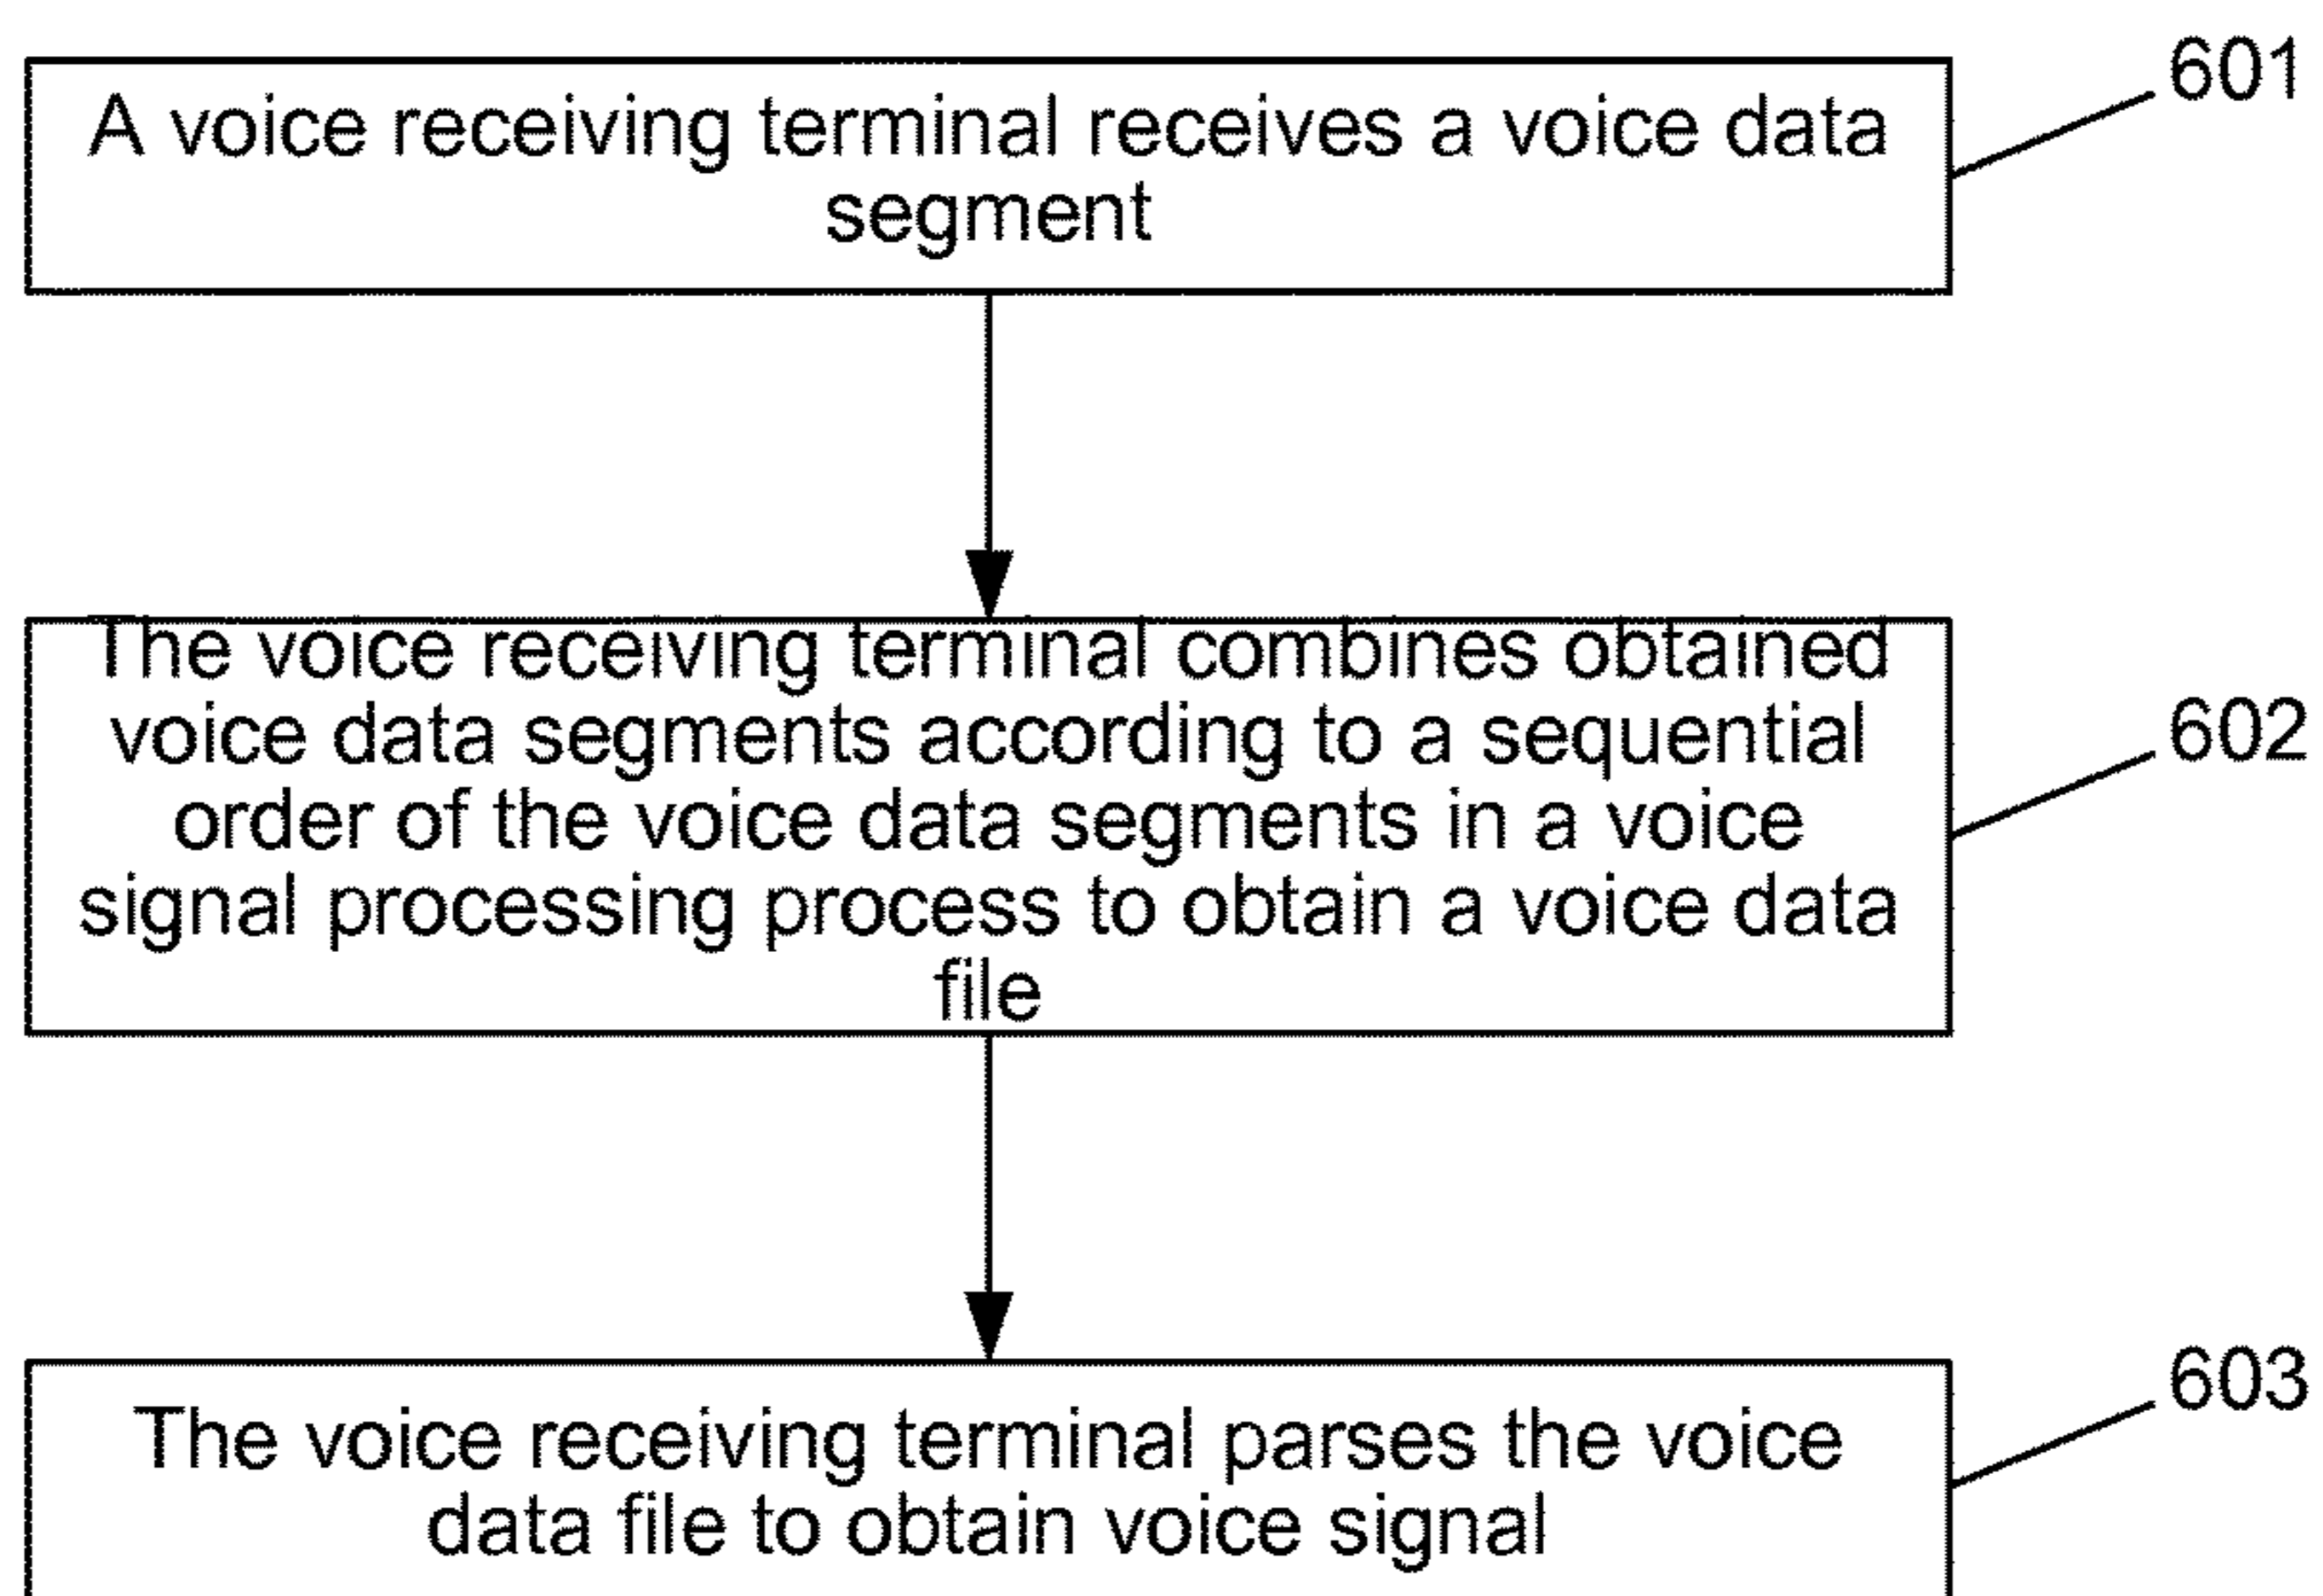 601
A voice receiving terminal receives a voice data
segment
The voice receiving terminal combines obtained
voice data segments according to a sequential
order of the voice data segments in a voice
signal processing process to obtain a voice data
file
602
The voice receiving terminal parses the voice
data file to obtain voice signal
603